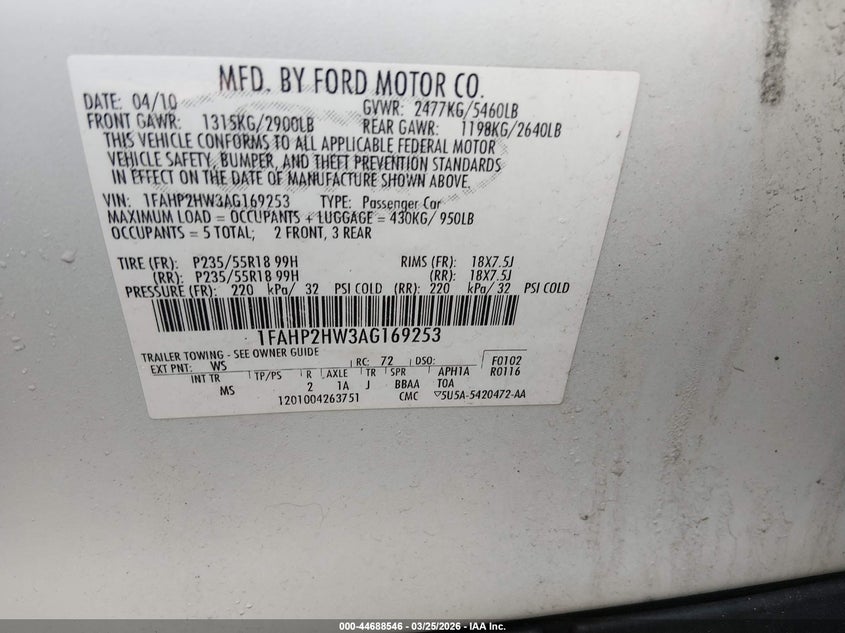 MFD. BY FORD MOTOR CO.
DATE: 04/10 GVWR: 2477KG/5460LB
FRONT GAWR: 1315KG/2900LB REAR GAWR: 1198KG/2640LB
THIS VEHICLE CONFORMS TO ALL APPLICABLE FEDERAL MOTOR
VEHICLE SAFETY, BUMPER, AND THEFT PREVENTION STANDARDS
IN EFFECT ON THE DATE OF MANUFACTURE SHOWN ABOVE.
VIN: 1FAHP2HW3AG169253 TYPE: Passenger Car
MAXIMUM LOAD = OCCUPANTS + LUGGAGE = 430KG/ 950LB
OCCUPANTS = 5 TOTAL; 2 FRONT, 3 REAR
TIRE (FR): P235/55R18 99H RIMS (FR): 18X7.5J
(RR): P235/55R18 99H (RR): 18X7.5J
PRESSURE (FR): 220 kPa/ 32 PSI COLD (RR): 220 kPa/ 32 PSI COLD
1FAHP2HW3AG169253
TRAILER TOWING - SEE OWNER GUIDE
EXT PNT: WS RC: 72 DSO: F0102
INT TR TP/PS R AXLE TR SPR APH1A R0116
MS 2 1A J BBAA TOA
1201004263751 CMC ▽5U5A-5420472-AA
000-44688546 / 03/25/2026 – IAA Inc.